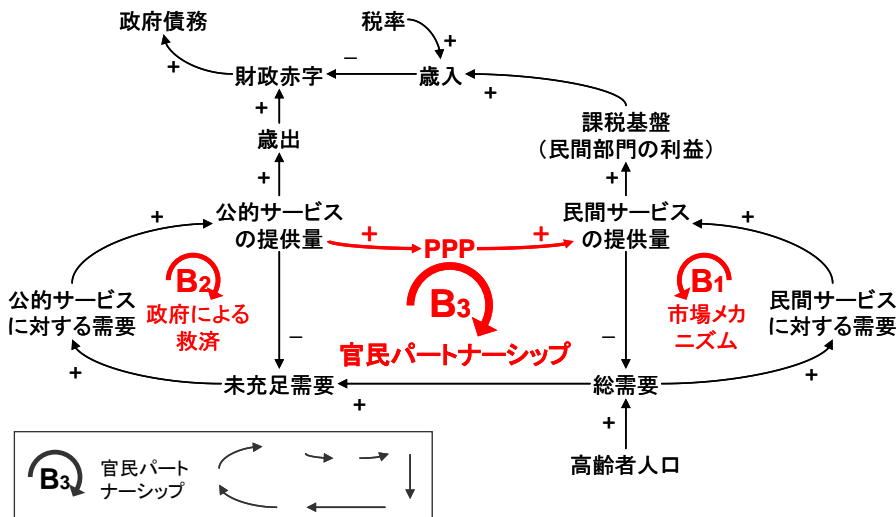 政府債務
税率
+
+
財政赤字
−
歳入
+
+
歳出
課税基盤
（民間部門の利益）
+
+
+
公的サービス
の提供量
+
PPP
+
民間サービス
の提供量
+
B2
政府による
救済
B3
官民パートナーシップ
B1
市場メカ
ニズム
公的サービス
に対する需要
民間サービス
に対する需要
−
−
+
未充足需要
+
総需要
+
+
高齢者人口
B3
官民パート
ナーシップ